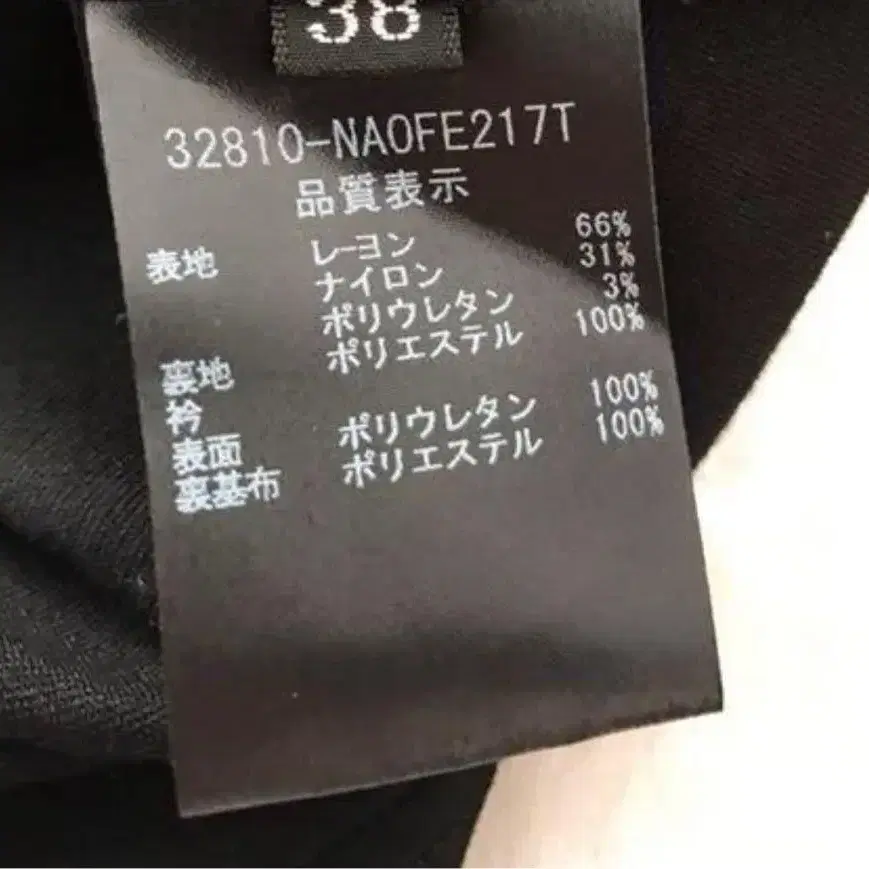 38
32810-NAOFE217T
品質表示
表地 レーヨン 66%
ナイロン 31%
ポリウレタン 3%
裏地 ポリエステル 100%
衿
表面 ポリウレタン 100%
裏基布 ポリエステル 100%